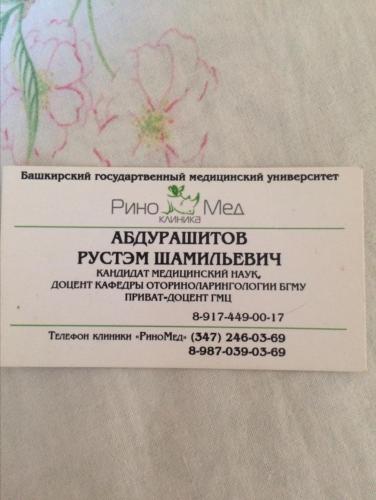 Башкирский государтвенный медицинский университет
Рино Мед
клиника
АБДУРАШИТОВ
РУСТЭМ ШАМИЛЬЕВИЧ
КАНДИДАТ МЕДИЦИНСКИЙ НАУК,
ДОЦЕНТ КАФЕДРЫ ОТОРИНОЛАРИНГОЛОГИИ БГМУ
ПРИВАТ-ДОЦЕНТ ГМЦ
8-917-449-00-17
Телефон клиники «РиноМед» (347) 246-03-69
8-987-039-03-69